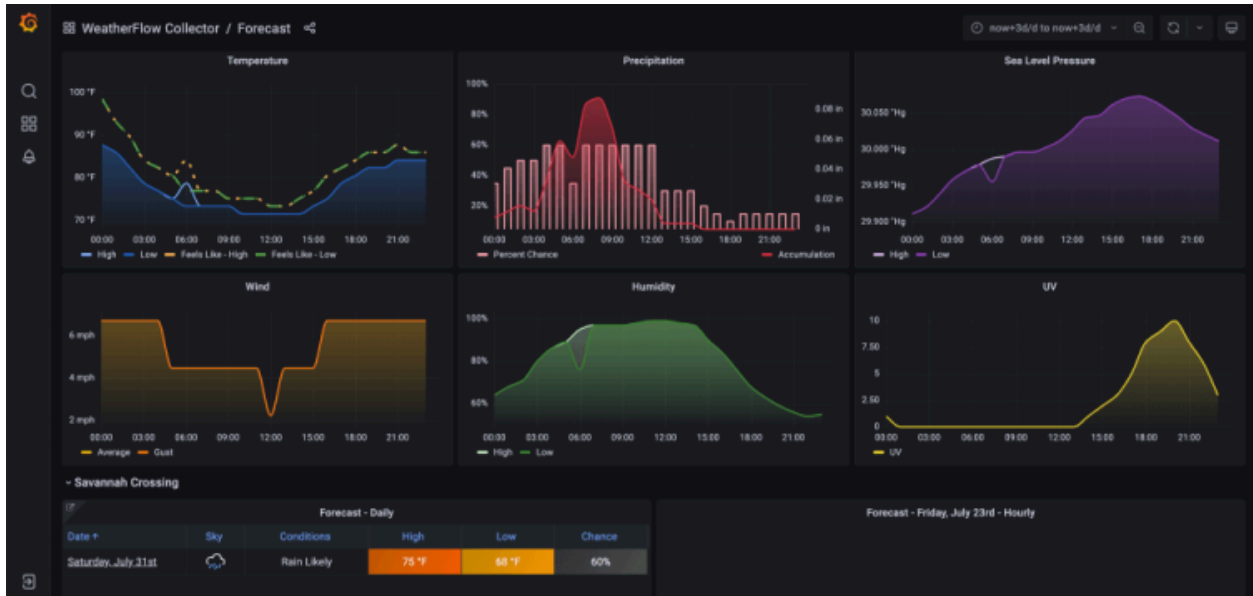 WeatherFlow Collector / Forecast
now+3d/d to now+3d/d
Temperature
100 °F
90 °F
80 °F
70 °F
00:00 03:00 06:00 09:00 12:00 15:00 18:00 21:00
High Low Feels Like - High Feels Like - Low
Precipitation
100%
80%
60%
40%
20%
0.08 in
0.06 in
0.04 in
0.02 in
0 in
00:00 03:00 06:00 09:00 12:00 15:00 18:00 21:00
Percent Chance Accumulation
Sea Level Pressure
30.050 "Hg
30.000 "Hg
29.950 "Hg
29.900 "Hg
00:00 03:00 06:00 09:00 12:00 15:00 18:00 21:00
High Low
Wind
6 mph
4 mph
2 mph
00:00 03:00 06:00 09:00 12:00 15:00 18:00 21:00
Average Gust
Humidity
100%
80%
60%
00:00 03:00 06:00 09:00 12:00 15:00 18:00 21:00
High Low
UV
10
7.50
5
2.50
0
00:00 03:00 06:00 09:00 12:00 15:00 18:00 21:00
UV
Savannah Crossing
Forecast - Daily
Date Sky Conditions High Low Chance
Saturday, July 31st Rain Likely 75 °F 68 °F 60%
Forecast - Friday, July 23rd - Hourly